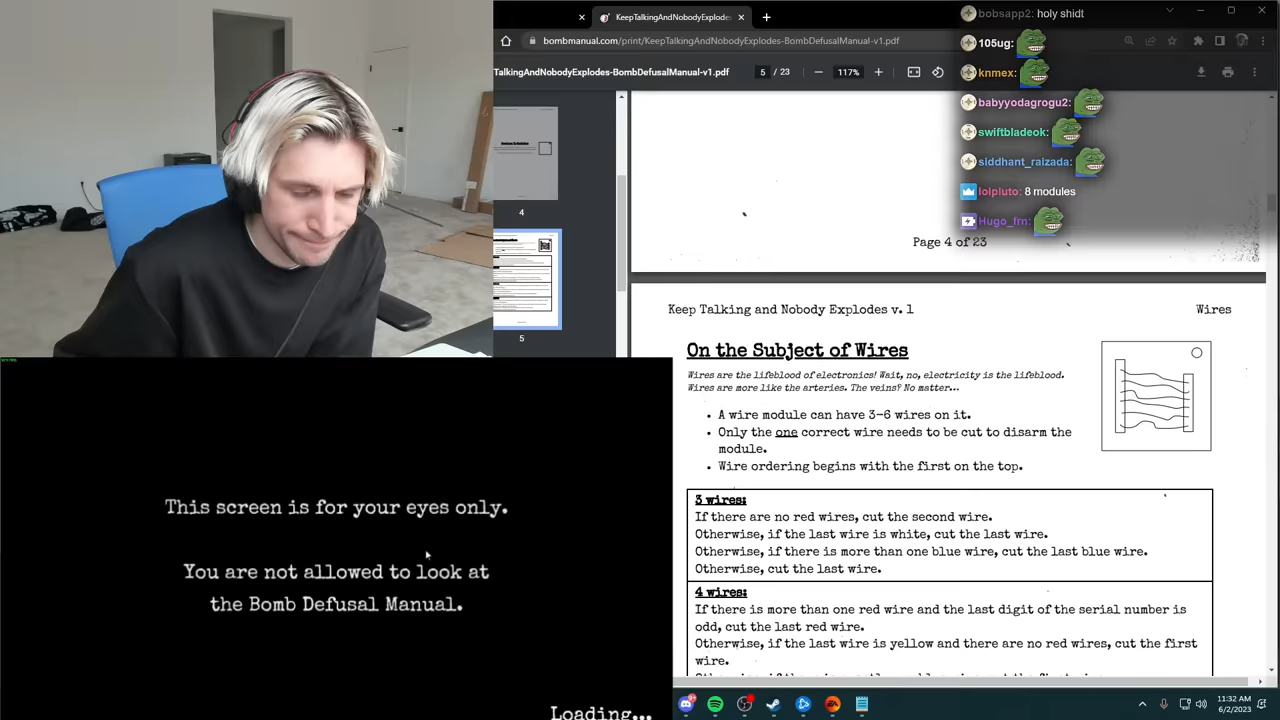 KeepTalkingAndNobodyExplodes
bombmanual.com/print/KeepTalkingAndNobodyExplodes-BombDefusalManual-v1.pdf
TalkingAndNobodyExplodes-BombDefusalManual-v1.pdf
5 / 23
117%
bobsapp2: holy shidt
105ug:
knmex:
babyyodagrogu2:
swiftbladeok:
siddhant_raizada:
lolpluto: 8 modules
Hugo_frn:
4
5
Page 4 of 23
Keep Talking and Nobody Explodes v. 1
Wires
On the Subject of Wires
Wires are the lifeblood of electronics! Wait, no, electricity is the lifeblood.
Wires are more like the arteries. The veins? No matter…
• A wire module can have 3-6 wires on it.
• Only the one correct wire needs to be cut to disarm the
module.
• Wire ordering begins with the first on the top.
3 wires:
If there are no red wires, cut the second wire.
Otherwise, if the last wire is white, cut the last wire.
Otherwise, if there is more than one blue wire, cut the last blue wire.
Otherwise, cut the last wire.
4 wires:
If there is more than one red wire and the last digit of the serial number is
odd, cut the last red wire.
Otherwise, if the last wire is yellow and there are no red wires, cut the first
wire.
This screen is for your eyes only.
You are not allowed to look at
the Bomb Defusal Manual.
Loading...
11:32 AM
6/2/2023